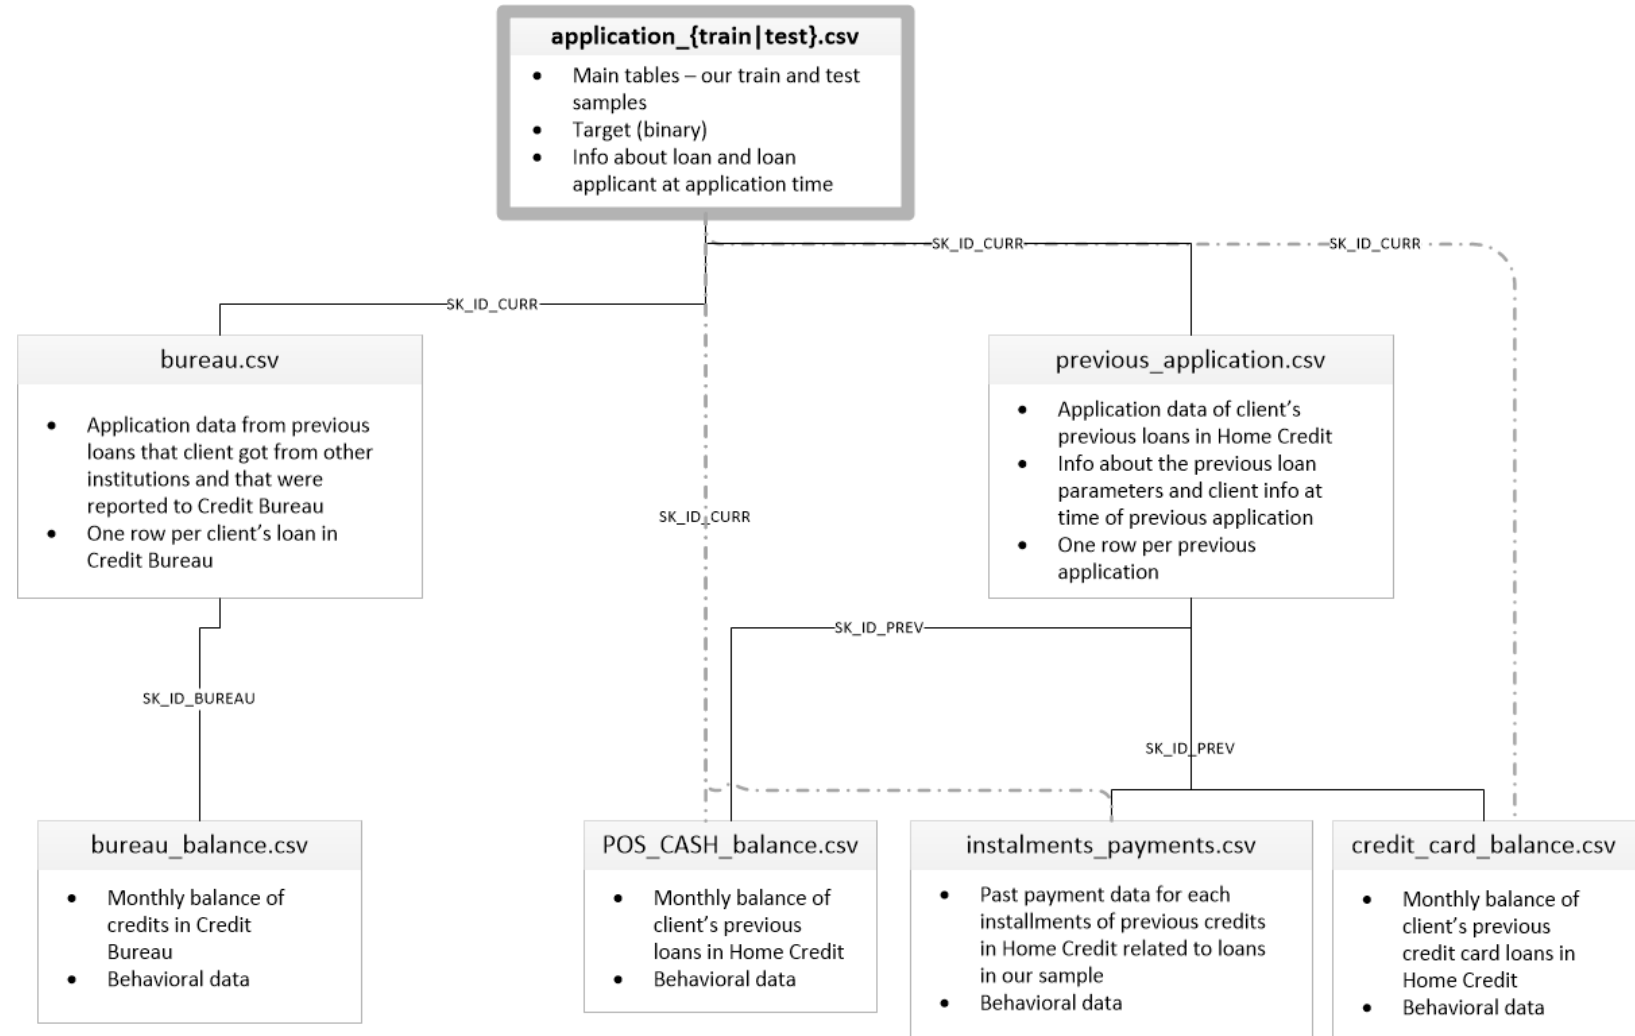 application_{train|test}.csv
• Main tables – our train and test
samples
• Target (binary)
• Info about loan and loan
applicant at application time
SK_ID_CURR
SK_ID_CURR
SK_ID_CURR
bureau.csv
• Application data from previous
loans that client got from other
institutions and that were
reported to Credit Bureau
• One row per client's loan in
Credit Bureau
previous_application.csv
• Application data of client's
previous loans in Home Credit
• Info about the previous loan
parameters and client info at
time of previous application
• One row per previous
application
SK_ID_CURR
SK_ID_PREV
SK_ID_BUREAU
SK_ID_PREV
bureau_balance.csv
• Monthly balance of
credits in Credit
Bureau
• Behavioral data
POS_CASH_balance.csv
• Monthly balance of
client's previous
loans in Home Credit
• Behavioral data
instalments_payments.csv
• Past payment data for each
installments of previous credits
in Home Credit related to loans
in our sample
• Behavioral data
credit_card_balance.csv
• Monthly balance of
client's previous
credit card loans in
Home Credit
• Behavioral data